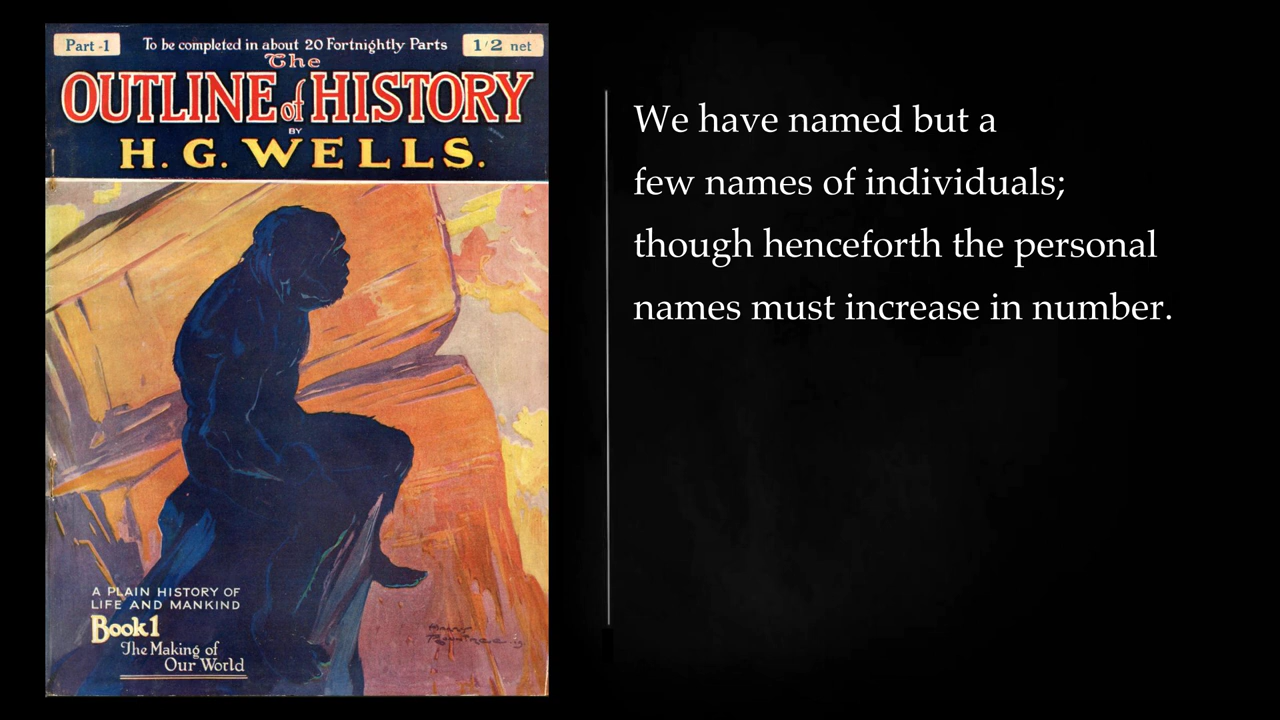 Part -1
To be completed in about 20 Fortnightly Parts
1/2 net
The
OUTLINE of HISTORY
BY
H. G. WELLS.
A PLAIN HISTORY OF
LIFE AND MANKIND
Book 1
The Making of
Our World
We have named but a
few names of individuals;
though henceforth the personal
names must increase in number.